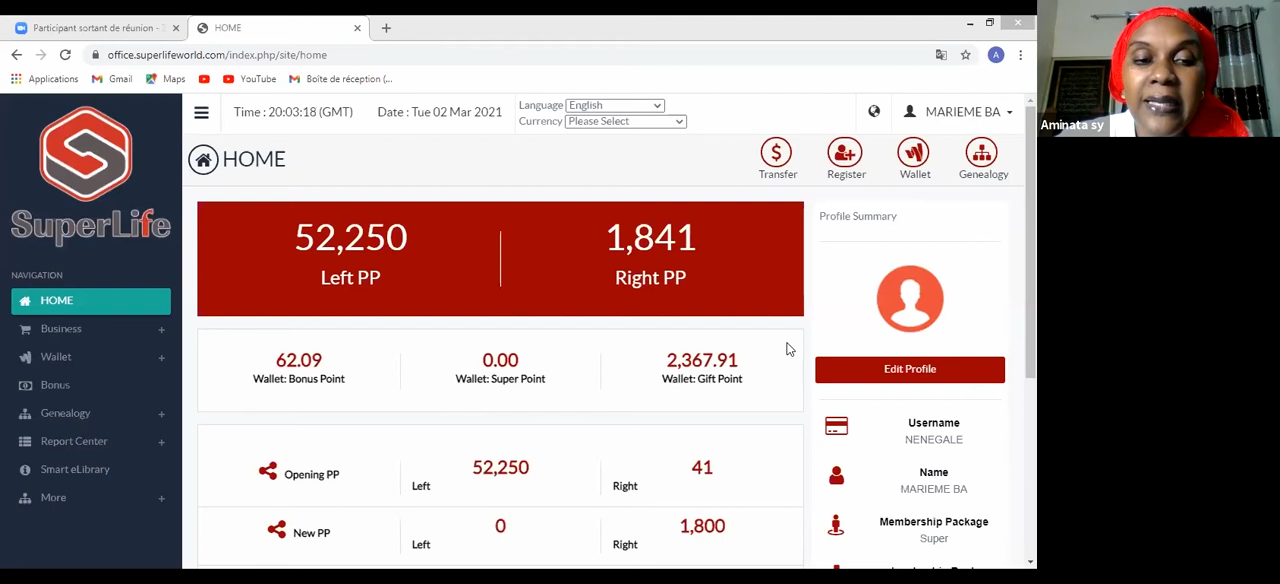 Participant sortant de réunion -
HOME
office.superlifeworld.com/index.php/site/home
Applications Gmail Maps YouTube Boîte de réception (...
Time : 20:03:18 (GMT) Date : Tue 02 Mar 2021 Language English
Currency Please Select
MARIEME BA
Aminata sy
HOME
Transfer Register Wallet Genealogy
SuperLife
NAVIGATION
HOME
Business +
Wallet +
Bonus
Genealogy +
Report Center +
Smart eLibrary
More +
52,250 1,841
Left PP Right PP
62.09 0.00 2,367.91
Wallet: Bonus Point Wallet: Super Point Wallet: Gift Point
Opening PP Left 52,250 Right 41
New PP Left 0 Right 1,800
Profile Summary
Edit Profile
Username
NENEGALE
Name
MARIEME BA
Membership Package
Super